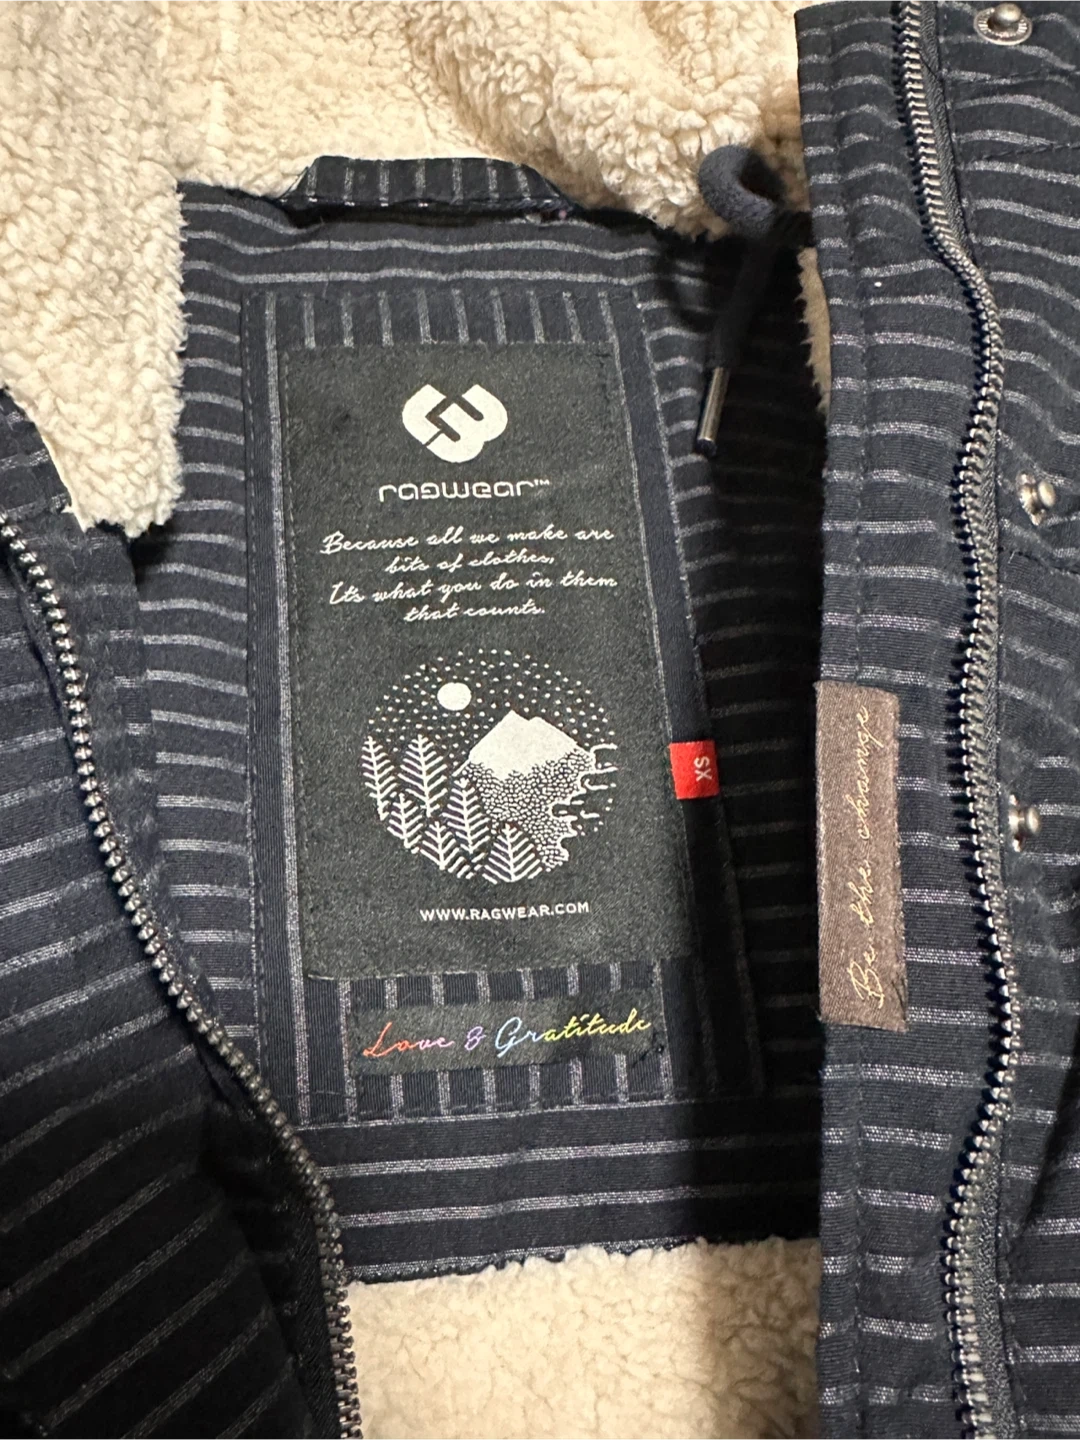 ragwear™
Because all we make are
bits of clothes,
It's what you do in them
that counts.
WWW.RAGWEAR.COM
Love & Gratitude
XS
Be the change